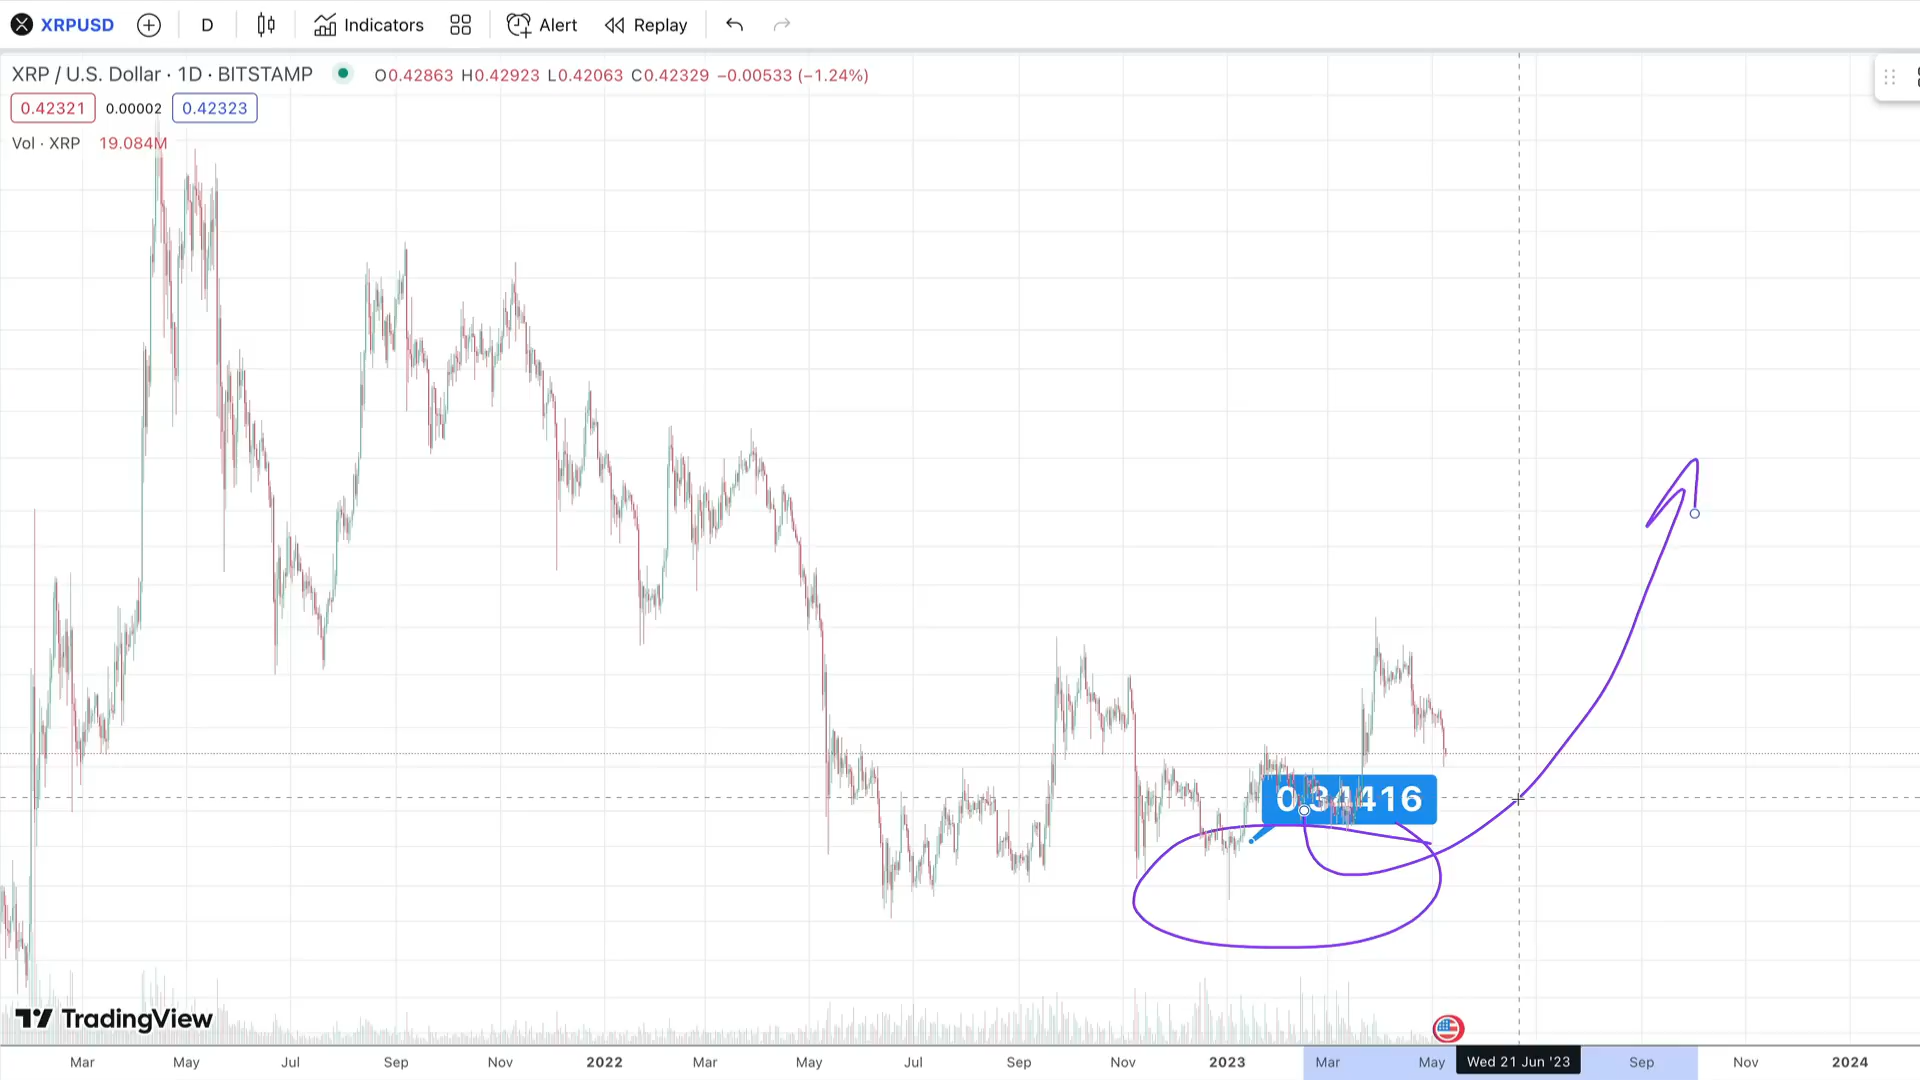 XRPUSD D Indicators Alert Replay
XRP / U.S. Dollar · 1D · BITSTAMP O0.42863 H0.42923 L0.42063 C0.42329 −0.00533 (−1.24%)
0.42321 0.00002 0.42323
Vol · XRP 19.084M
0.34416
TradingView
Mar May Jul Sep Nov 2022 Mar May Jul Sep Nov 2023 Mar May Wed 21 Jun '23 Sep Nov 2024